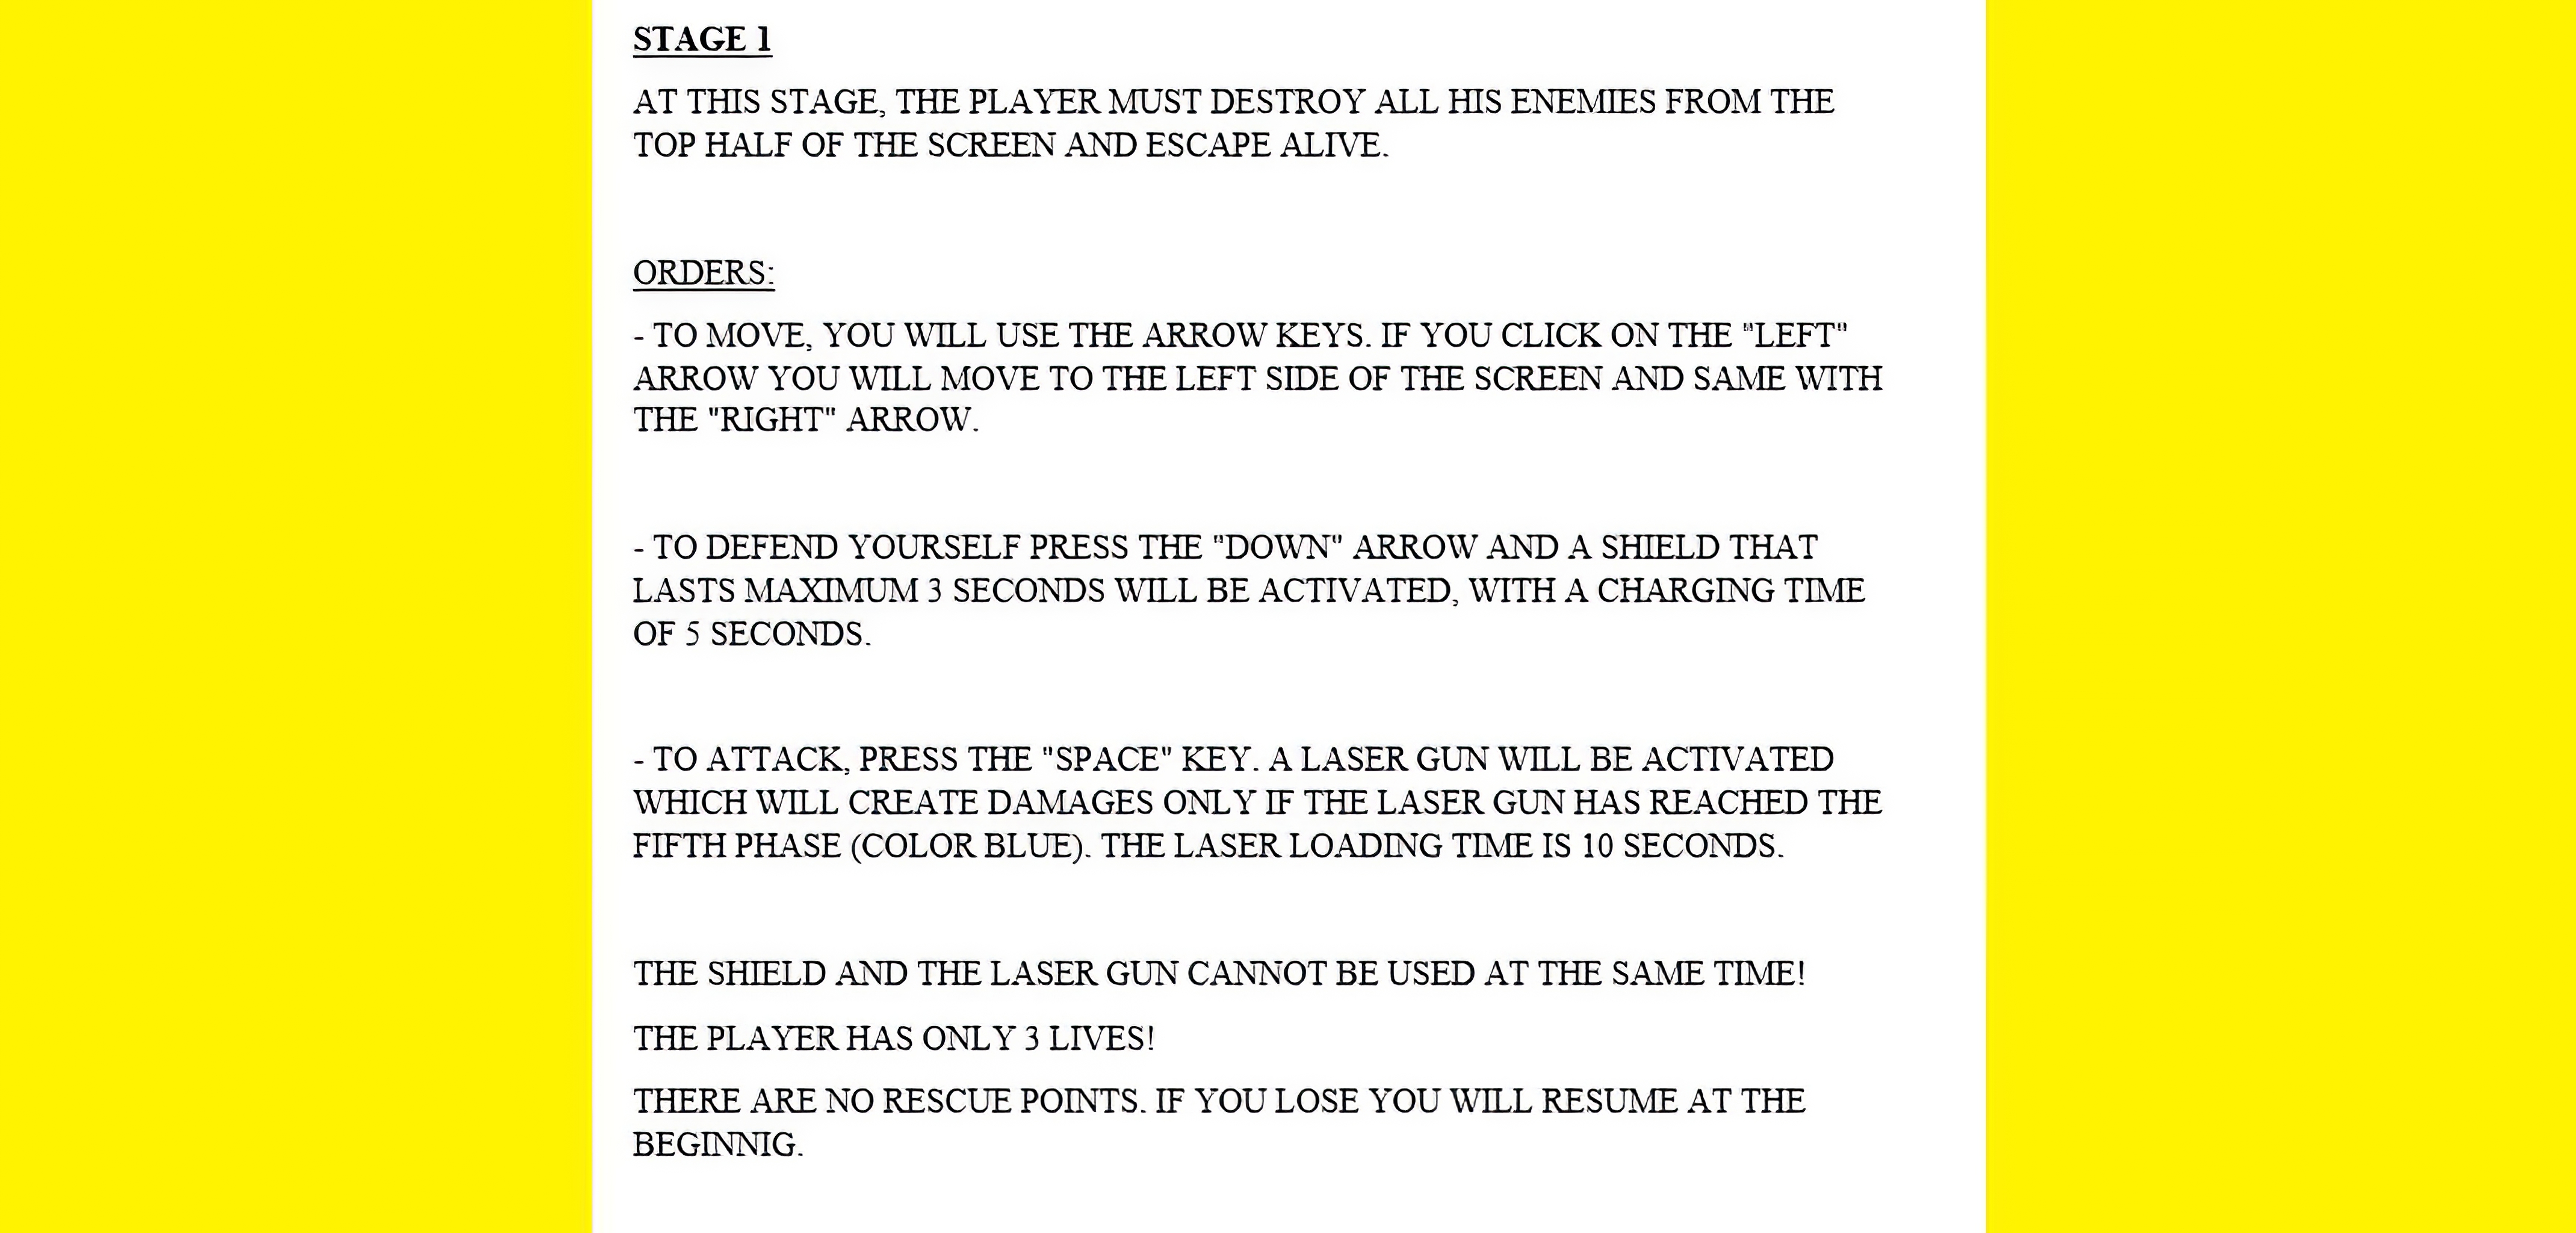 STAGE 1
AT THIS STAGE, THE PLAYER MUST DESTROY ALL HIS ENEMIES FROM THE
TOP HALF OF THE SCREEN AND ESCAPE ALIVE.
ORDERS:
- TO MOVE, YOU WILL USE THE ARROW KEYS. IF YOU CLICK ON THE "LEFT"
ARROW YOU WILL MOVE TO THE LEFT SIDE OF THE SCREEN AND SAME WITH
THE "RIGHT" ARROW.
- TO DEFEND YOURSELF PRESS THE "DOWN" ARROW AND A SHIELD THAT
LASTS MAXIMUM 3 SECONDS WILL BE ACTIVATED, WITH A CHARGING TIME
OF 5 SECONDS.
- TO ATTACK, PRESS THE "SPACE" KEY. A LASER GUN WILL BE ACTIVATED
WHICH WILL CREATE DAMAGES ONLY IF THE LASER GUN HAS REACHED THE
FIFTH PHASE (COLOR BLUE). THE LASER LOADING TIME IS 10 SECONDS.
THE SHIELD AND THE LASER GUN CANNOT BE USED AT THE SAME TIME!
THE PLAYER HAS ONLY 3 LIVES!
THERE ARE NO RESCUE POINTS. IF YOU LOSE YOU WILL RESUME AT THE
BEGINNIG.